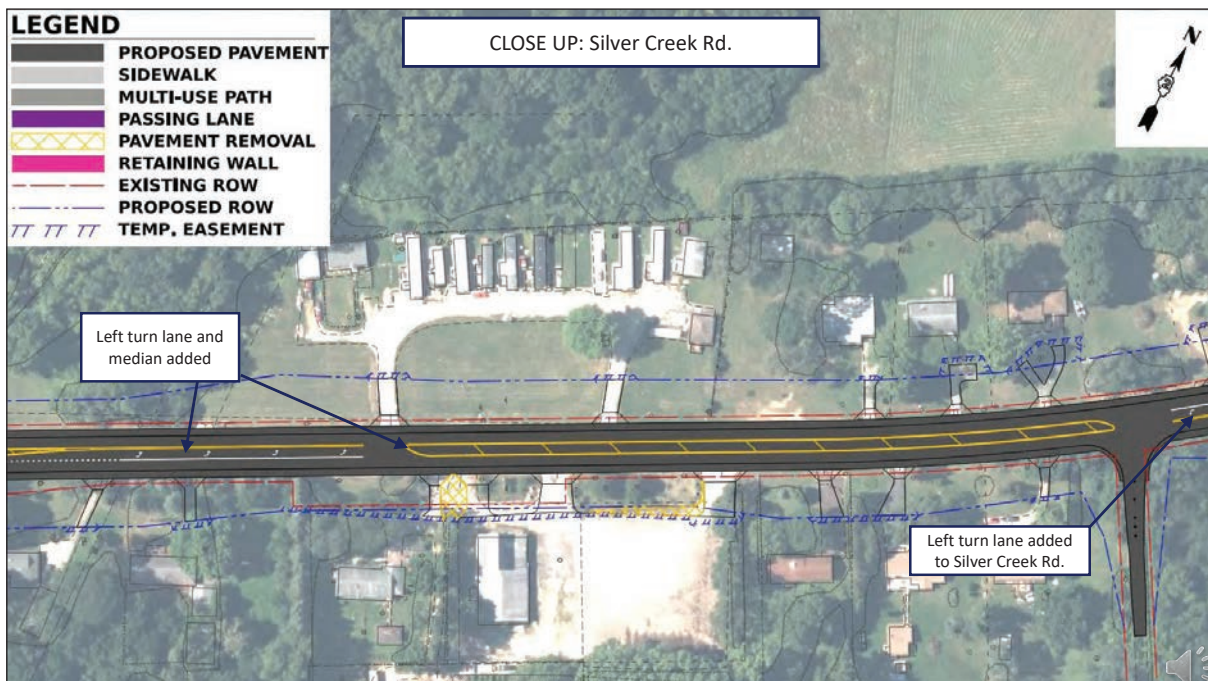 LEGEND
PROPOSED PAVEMENT
SIDEWALK
MULTI-USE PATH
PASSING LANE
PAVEMENT REMOVAL
RETAINING WALL
EXISTING ROW
PROPOSED ROW
TEMP. EASEMENT
CLOSE UP: Silver Creek Rd.
N
Left turn lane and
median added
Left turn lane added
to Silver Creek Rd.